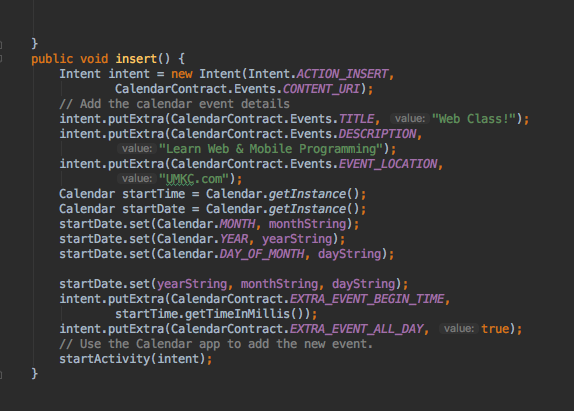 }
public void insert() {
Intent intent = new Intent(Intent.ACTION_INSERT,
CalendarContract.Events.CONTENT_URI);
// Add the calendar event details
intent.putExtra(CalendarContract.Events.TITLE, value: "Web Class!");
intent.putExtra(CalendarContract.Events.DESCRIPTION,
value: "Learn Web & Mobile Programming");
intent.putExtra(CalendarContract.Events.EVENT_LOCATION,
value: "UMKC.com");
Calendar startTime = Calendar.getInstance();
Calendar startDate = Calendar.getInstance();
startDate.set(Calendar.MONTH, monthString);
startDate.set(Calendar.YEAR, yearString);
startDate.set(Calendar.DAY_OF_MONTH, dayString);
startDate.set(yearString, monthString, dayString);
intent.putExtra(CalendarContract.EXTRA_EVENT_BEGIN_TIME,
startTime.getTimeInMillis());
intent.putExtra(CalendarContract.EXTRA_EVENT_ALL_DAY, value: true);
// Use the Calendar app to add the new event.
startActivity(intent);
}